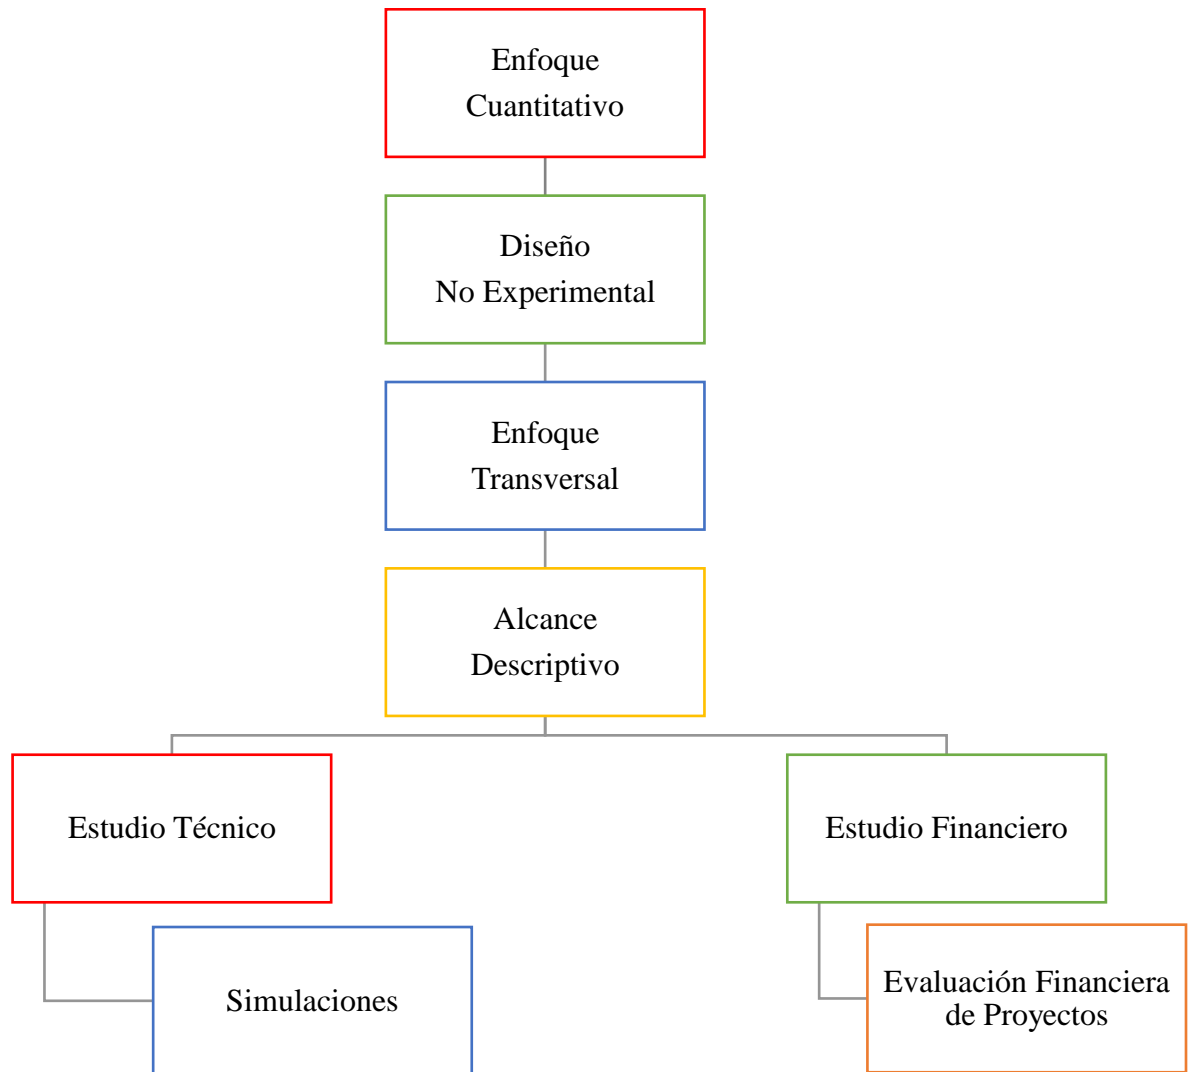 Enfoque
Cuantitativo
Diseño
No Experimental
Enfoque
Transversal
Alcance
Descriptivo
Estudio Técnico
Estudio Financiero
Simulaciones
Evaluación Financiera
de Proyectos